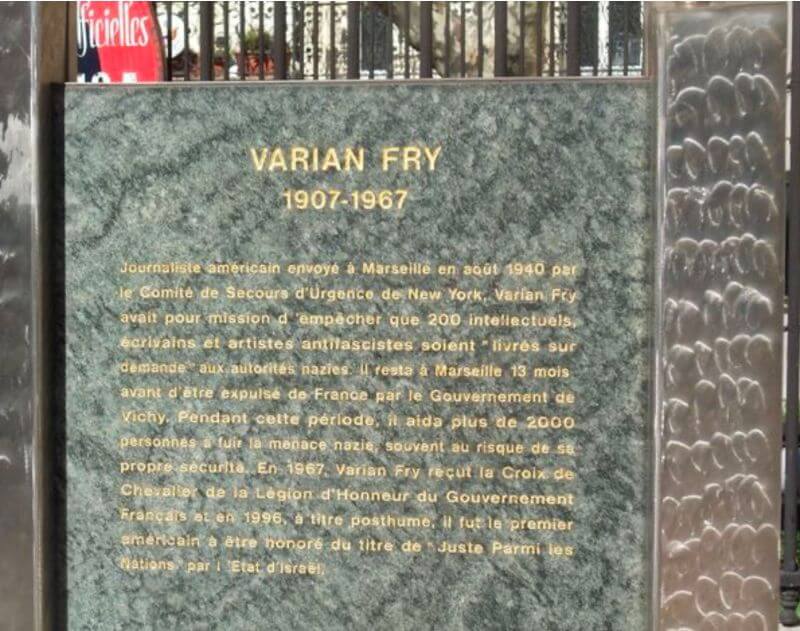 ficielles
VARIAN FRY
1907-1967
Journaliste américain envoyé à Marseille en août 1940 par
le Comité de Secours d'Urgence de New York, Varian Fry
avait pour mission d 'empêcher que 200 intellectuels,
écrivains et artistes antifascistes soient "livrés sur
demande" aux autorités nazies. Il resta à Marseille 13 mois
avant d'être expulsé de France par le Gouvernement de
Vichy. Pendant cette période, il aida plus de 2000
personnes à fuir la menace nazie, souvent au risque de sa
propre sécurité. En 1967, Varian Fry reçut la Croix de
Chevalier de la Légion d'Honneur du Gouvernement
Français et en 1996, à titre posthume, il fut le premier
américain à être honoré du titre de "Juste Parmi les
Nations" par l 'Etat d'Israël.